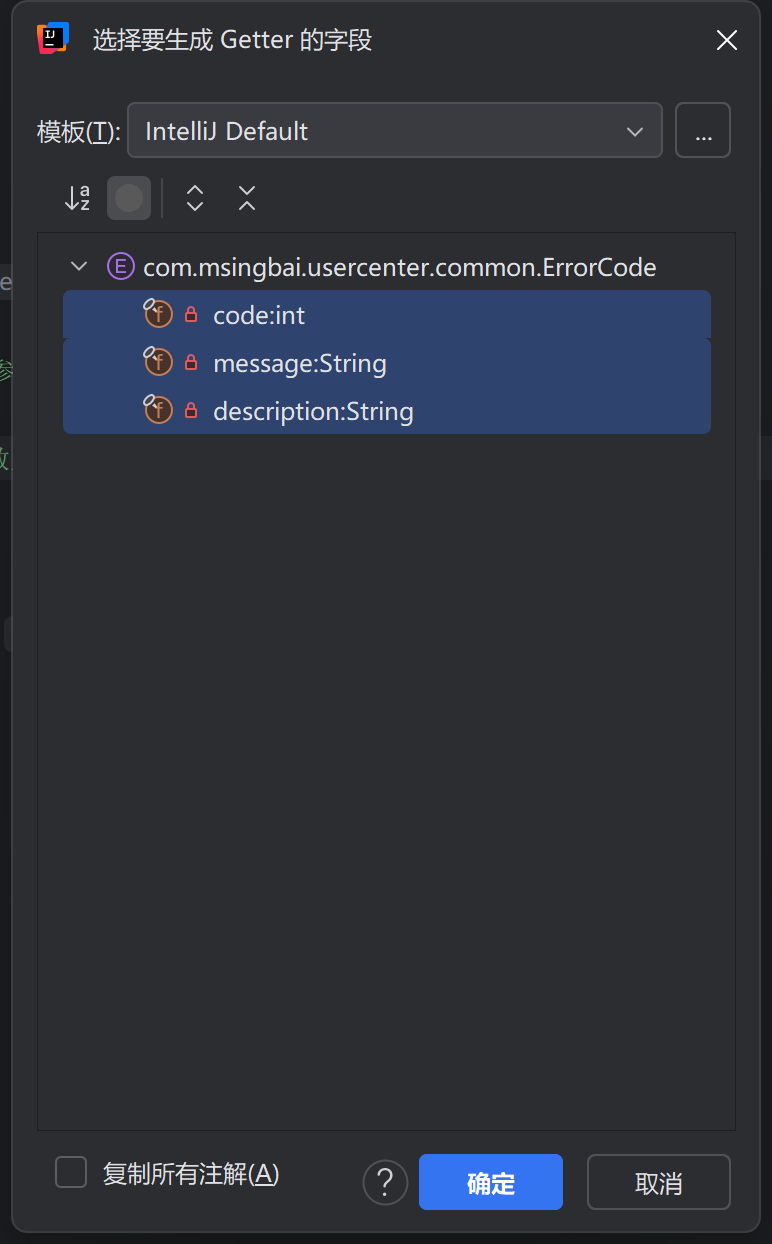 选择要生成 Getter 的字段
模板(T): IntelliJ Default ...
com.msingbai.usercenter.common.ErrorCode
code:int
message:String
description:String
复制所有注解(A) ? 确定 取消